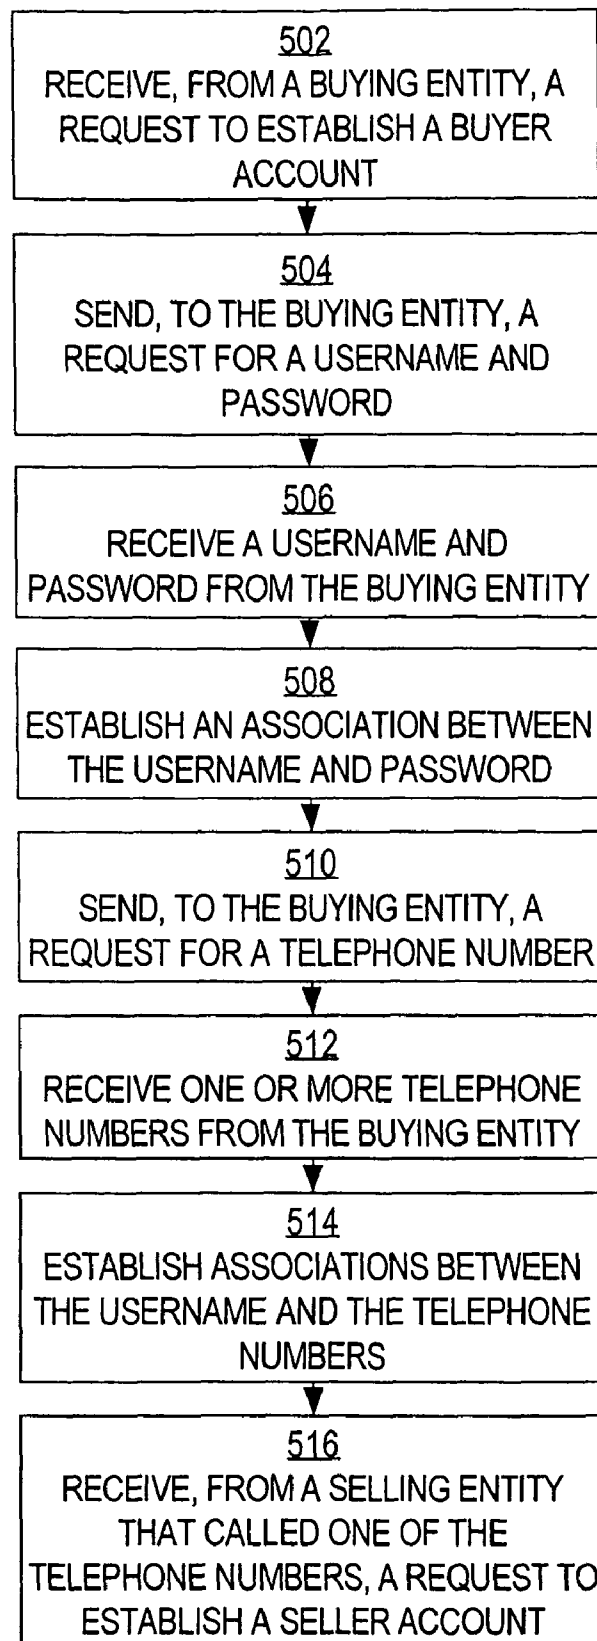 502
RECEIVE, FROM A BUYING ENTITY, A
REQUEST TO ESTABLISH A BUYER
ACCOUNT
504
SEND, TO THE BUYING ENTITY, A
REQUEST FOR A USERNAME AND
PASSWORD
506
RECEIVE A USERNAME AND
PASSWORD FROM THE BUYING ENTITY
508
ESTABLISH AN ASSOCIATION BETWEEN
THE USERNAME AND PASSWORD
510
SEND, TO THE BUYING ENTITY, A
REQUEST FOR A TELEPHONE NUMBER
512
RECEIVE ONE OR MORE TELEPHONE
NUMBERS FROM THE BUYING ENTITY
514
ESTABLISH ASSOCIATIONS BETWEEN
THE USERNAME AND THE TELEPHONE
NUMBERS
516
RECEIVE, FROM A SELLING ENTITY
THAT CALLED ONE OF THE
TELEPHONE NUMBERS, A REQUEST TO
ESTABLISH A SELLER ACCOUNT